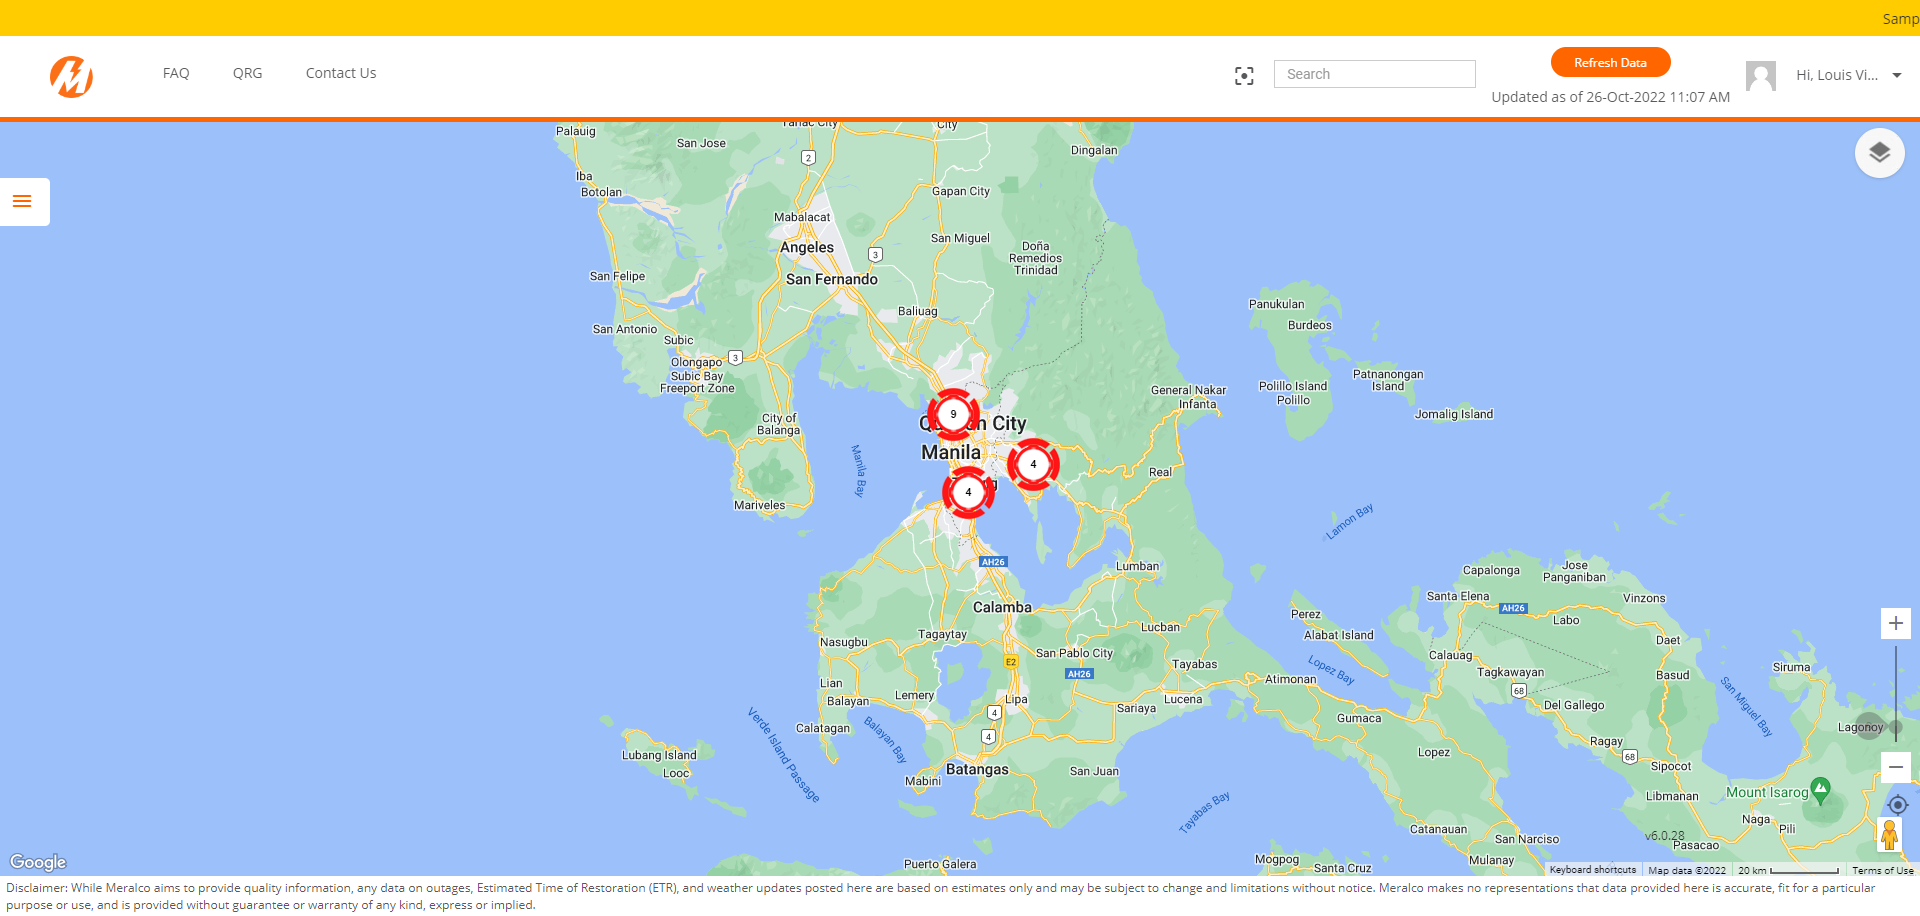 Samp
FAQ
QRG
Contact Us
Search
Refresh Data
Updated as of 26-Oct-2022 11:07 AM
Hi, Louis Vi...
Palauig
Tarlac City
City
San Jose
2
Dingalan
Iba
Botolan
Gapan City
Mabalacat
Angeles
San Miguel
3
Doña
Remedios
Trinidad
San Felipe
San Fernando
Baliuag
Panukulan
Burdeos
San Antonio
Subic
Olongapo
3
Subic Bay
Freeport Zone
Patnanongan
Island
Polillo Island
Polillo
General Nakar
Infanta
Jomalig Island
City of
Balanga
9
City
Manila
4
4
Manila Bay
Real
Mariveles
Lamon Bay
AH26
Lumban
Capalonga
Jose
Panganiban
Santa Elena
AH26
Vinzons
Labo
Calamba
Perez
Alabat Island
Lucban
Tagaytay
Nasugbu
San Pablo City
E2
AH26
Tayabas
Calauag
Lopez Bay
Tagkawayan
68
Daet
Basud
Siruma
San Miguel Bay
Atimonan
Lian
Balayan
Lemery
Lipa
Lucena
Sariaya
4
Del Gallego
Gumaca
Calatagan
Balayan Bay
Verde Island Passage
4
Ragay
68
Lagonoy
Lubang Island
Looc
Lopez
Sipocot
Batangas
Mabini
San Juan
Libmanan
Mount Isarog
Tayabas Bay
Naga
Pili
Catanauan
San Narciso
v6.0.28
Pasacao
Google
Puerto Galera
Mogpog
Santa Cruz
Mulanay
Keyboard shortcuts
Map data ©2022
20 km
Terms of Use
Disclaimer: While Meralco aims to provide quality information, any data on outages, Estimated Time of Restoration (ETR), and weather updates posted here are based on estimates only and may be subject to change and limitations without notice. Meralco makes no representations that data provided here is accurate, fit for a particular
purpose or use, and is provided without guarantee or warranty of any kind, express or implied.